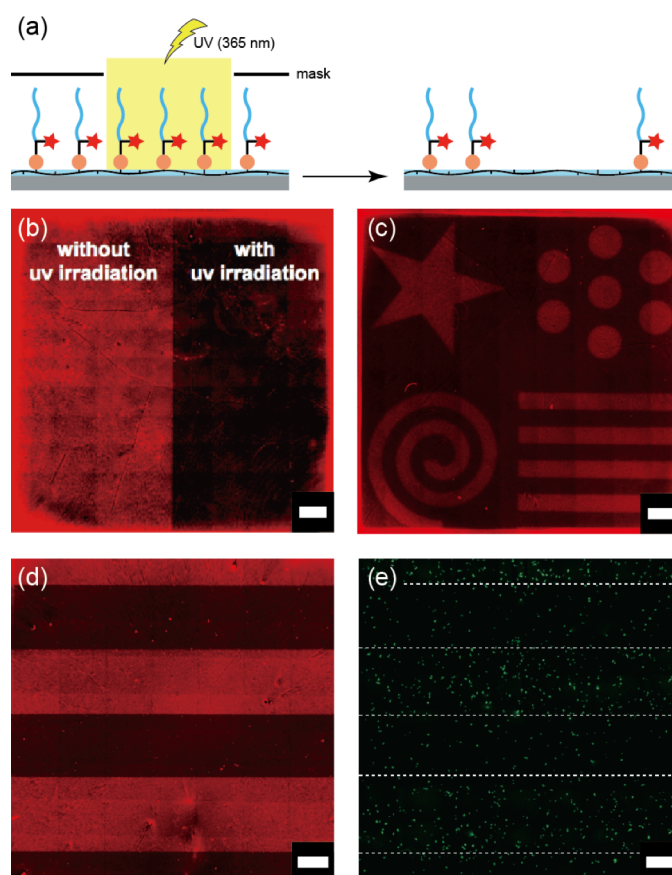 (a)
UV (365 nm)
mask
(b)
without
uv irradiation
with
uv irradiation
(c)
(d)
(e)